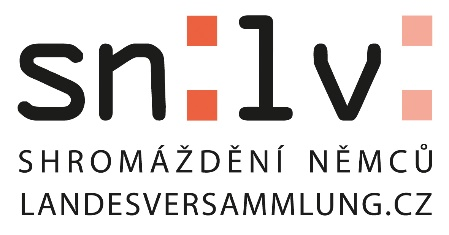 sn:lv:
SHROMÁŽDĚNÍ NĚMCŮ
LANDESVERSAMMLUNG.CZ